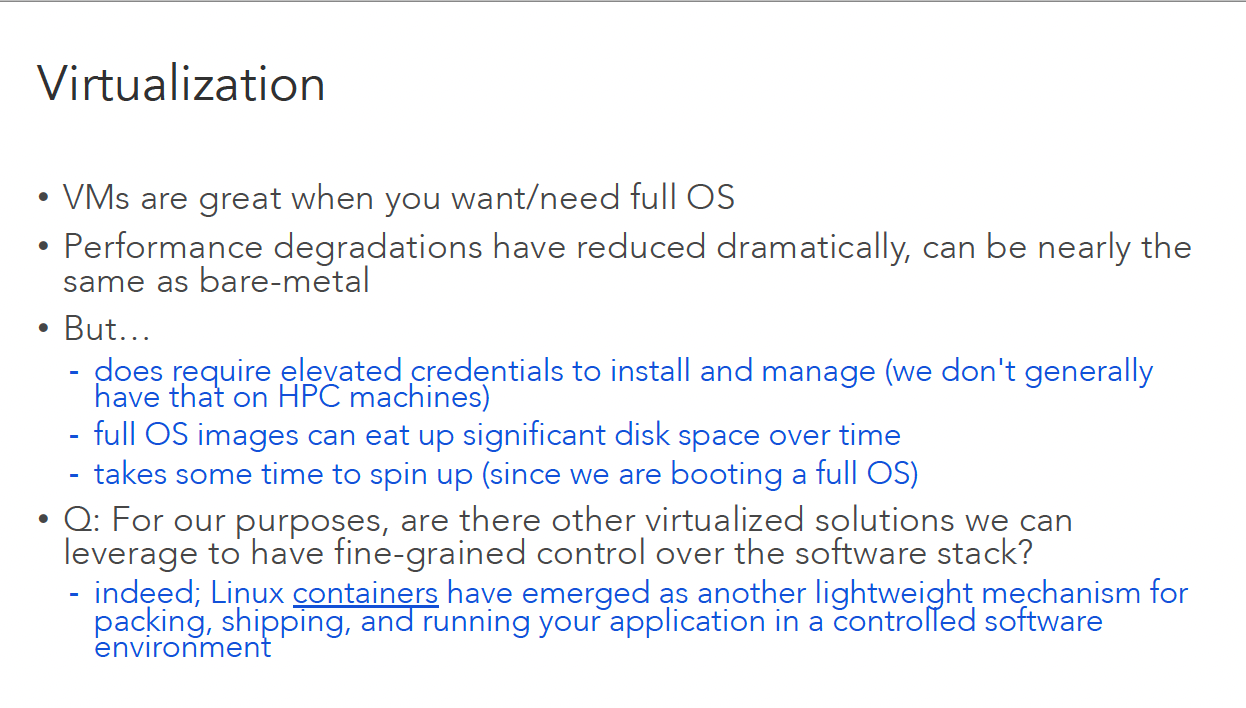 Virtualization
• VMs are great when you want/need full OS
• Performance degradations have reduced dramatically, can be nearly the
same as bare-metal
• But…
- does require elevated credentials to install and manage (we don't generally
have that on HPC machines)
- full OS images can eat up significant disk space over time
- takes some time to spin up (since we are booting a full OS)
• Q: For our purposes, are there other virtualized solutions we can
leverage to have fine-grained control over the software stack?
- indeed; Linux containers have emerged as another lightweight mechanism for
packing, shipping, and running your application in a controlled software
environment